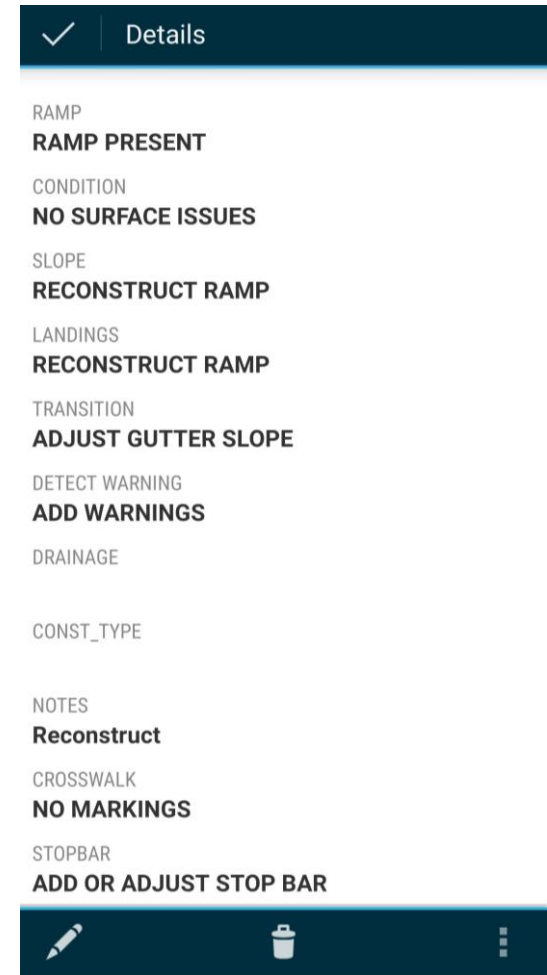 Details
RAMP
RAMP PRESENT
CONDITION
NO SURFACE ISSUES
SLOPE
RECONSTRUCT RAMP
LANDINGS
RECONSTRUCT RAMP
TRANSITION
ADJUST GUTTER SLOPE
DETECT WARNING
ADD WARNINGS
DRAINAGE
CONST_TYPE
NOTES
Reconstruct
CROSSWALK
NO MARKINGS
STOPBAR
ADD OR ADJUST STOP BAR